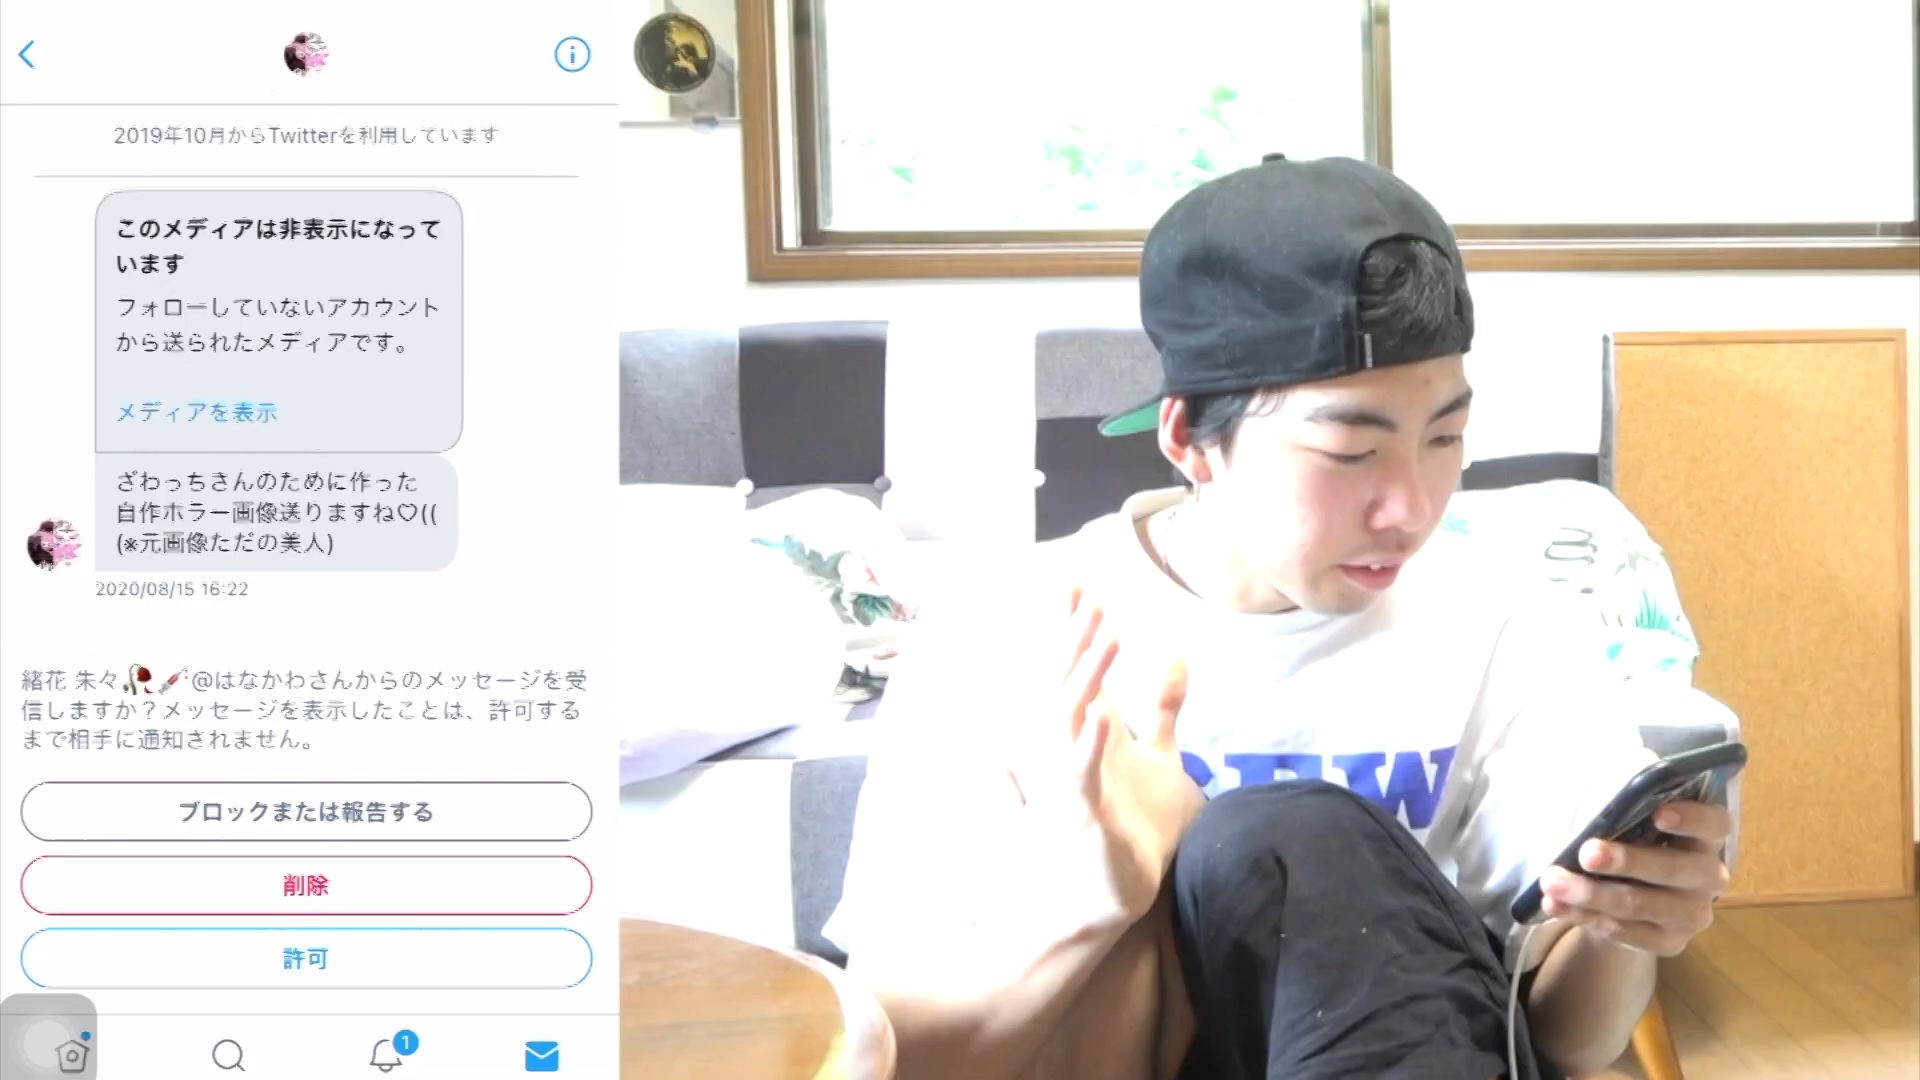 2019年10月からTwitterを利用しています
このメディアは非表示になって
います
フォローしていないアカウント
から送られたメディアです。
メディアを表示
ざわっちさんのために作った
自作ホラー画像送りますね♡((
(※元画像ただの美人)
2020/08/15 16:22
緒花 朱々🥀💉@はなかわさんからのメッセージを受
信しますか？メッセージを表示したことは、許可する
まで相手に通知されません。
ブロックまたは報告する
削除
許可
1